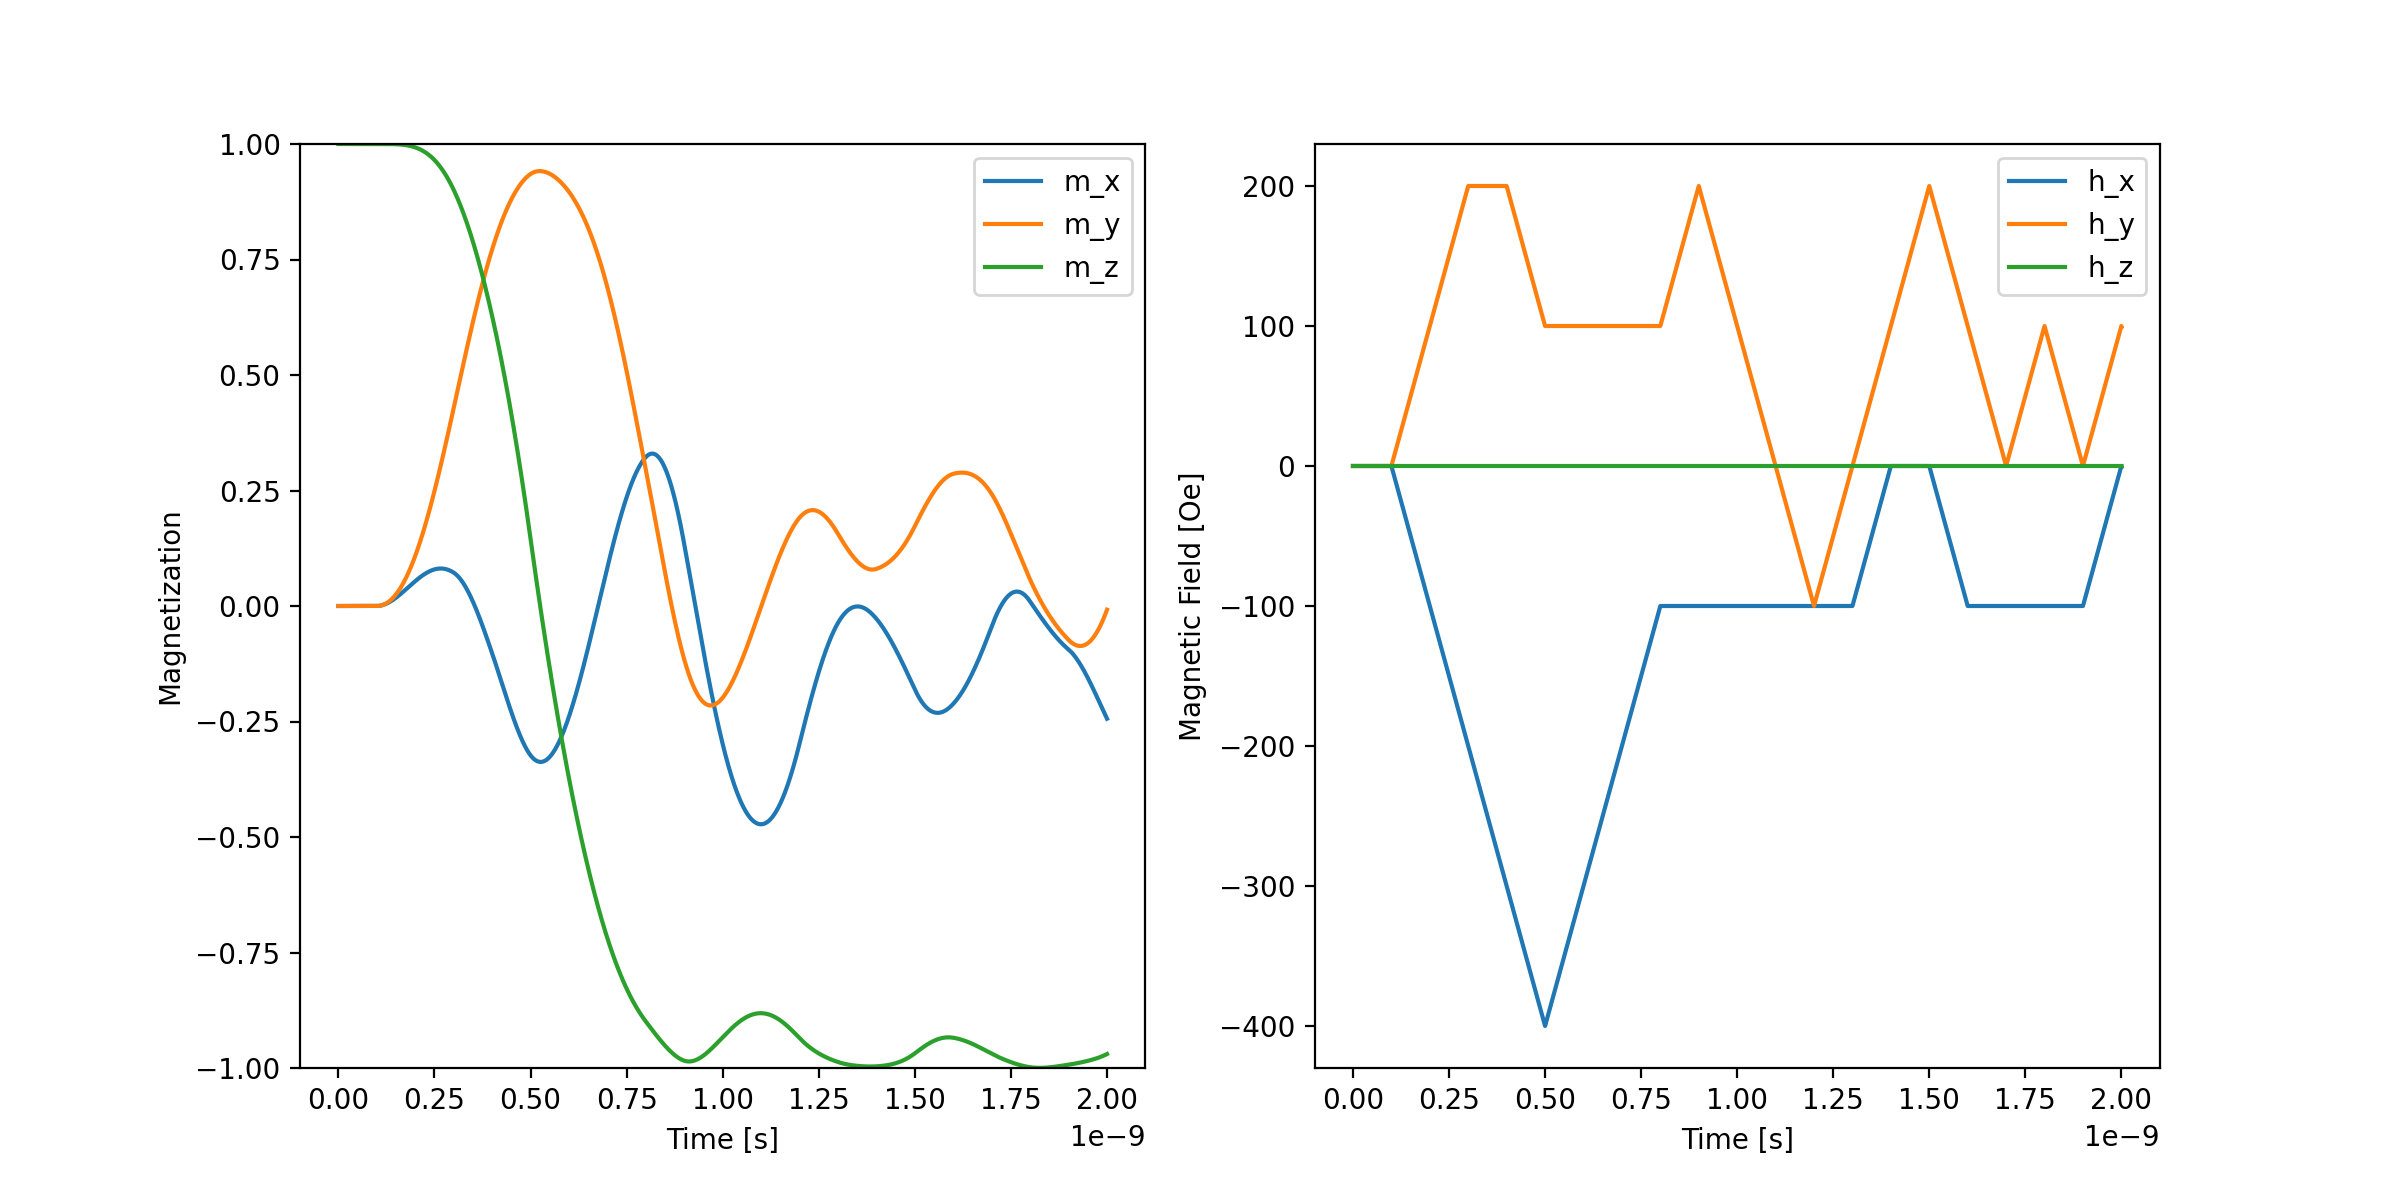 1.00
0.75
0.50
0.25
0.00
−0.25
−0.50
−0.75
−1.00
Magnetization
m_x
m_y
m_z
0.00 0.25 0.50 0.75 1.00 1.25 1.50 1.75 2.00
Time [s]
1e−9
200
100
0
−100
−200
−300
−400
Magnetic Field [Oe]
h_x
h_y
h_z
0.00 0.25 0.50 0.75 1.00 1.25 1.50 1.75 2.00
Time [s]
1e−9